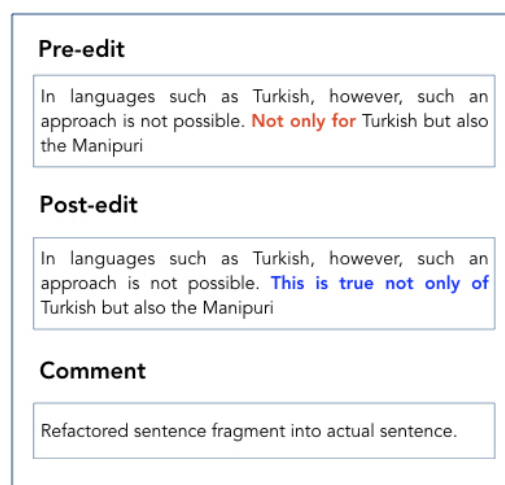 Pre-edit
In languages such as Turkish, however, such an
approach is not possible. Not only for Turkish but also
the Manipuri
Post-edit
In languages such as Turkish, however, such an
approach is not possible. This is true not only of
Turkish but also the Manipuri
Comment
Refactored sentence fragment into actual sentence.